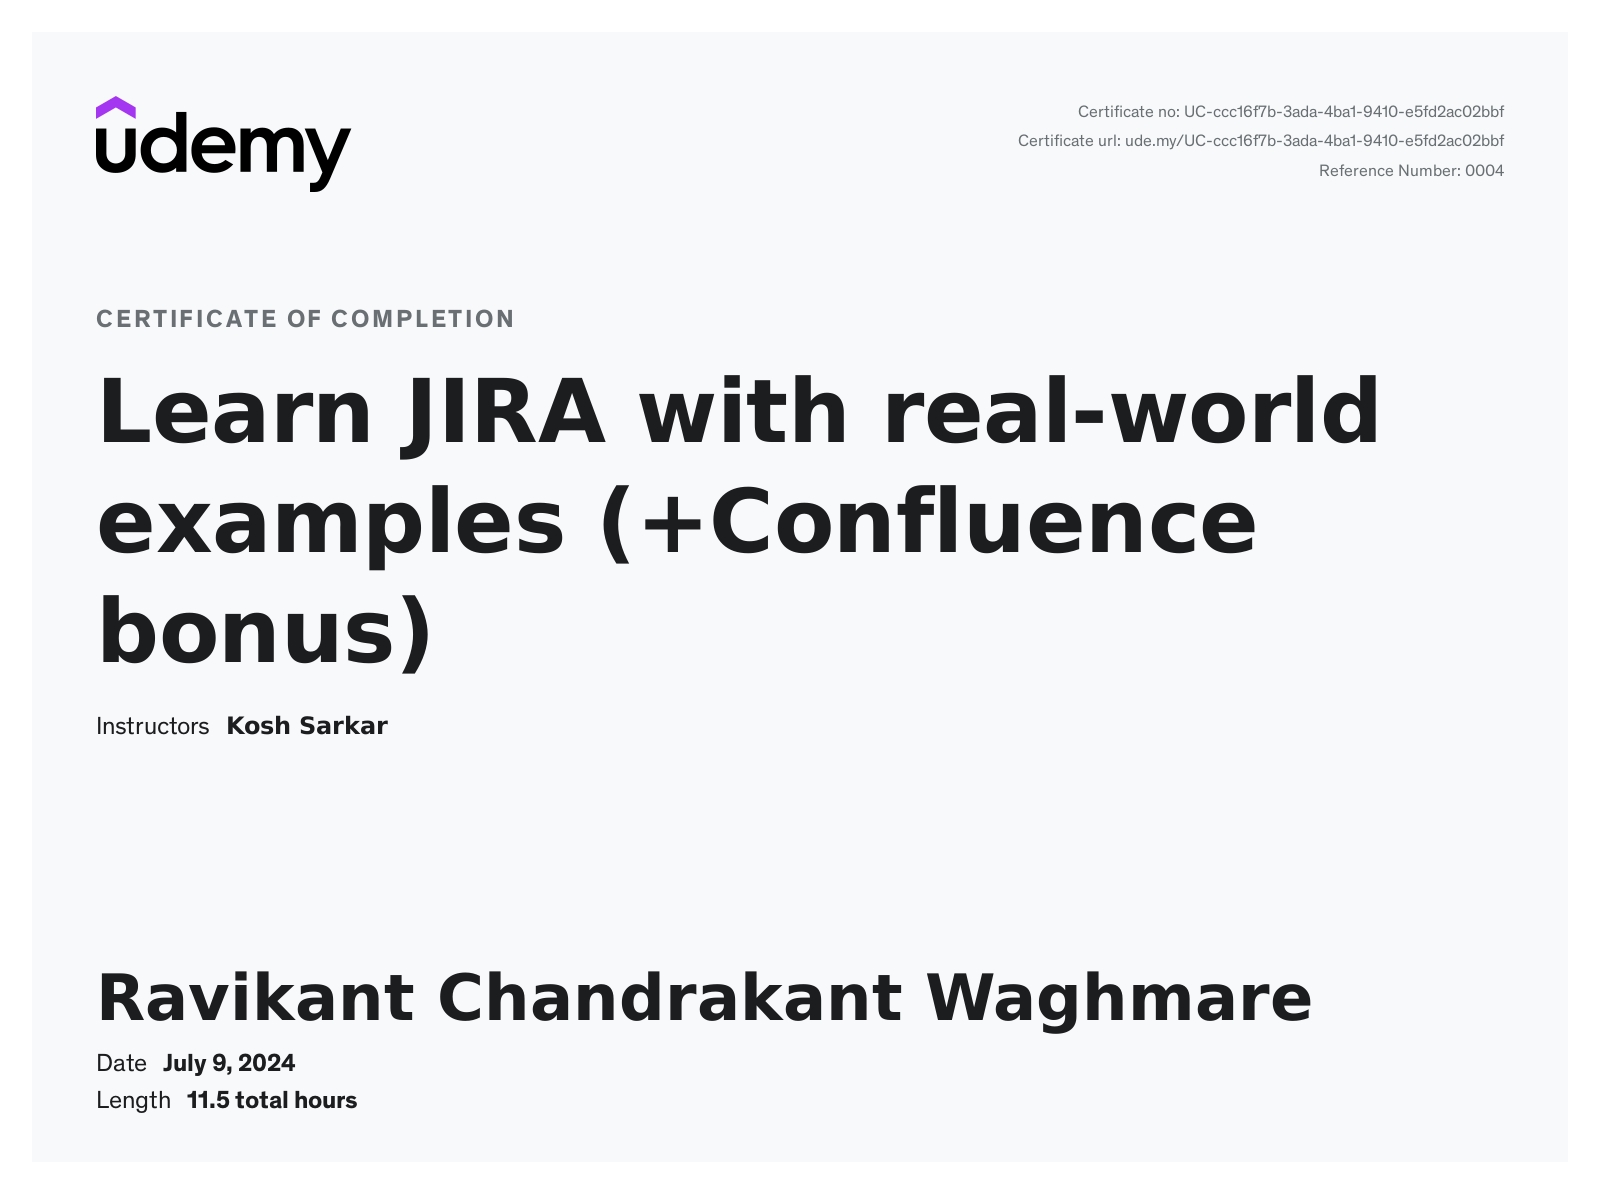 udemy
Certificate no: UC-ccc16f7b-3ada-4ba1-9410-e5fd2ac02bbf
Certificate url: ude.my/UC-ccc16f7b-3ada-4ba1-9410-e5fd2ac02bbf
Reference Number: 0004
CERTIFICATE OF COMPLETION
Learn JIRA with real-world
examples (+Confluence
bonus)
Instructors Kosh Sarkar
Ravikant Chandrakant Waghmare
Date July 9, 2024
Length 11.5 total hours